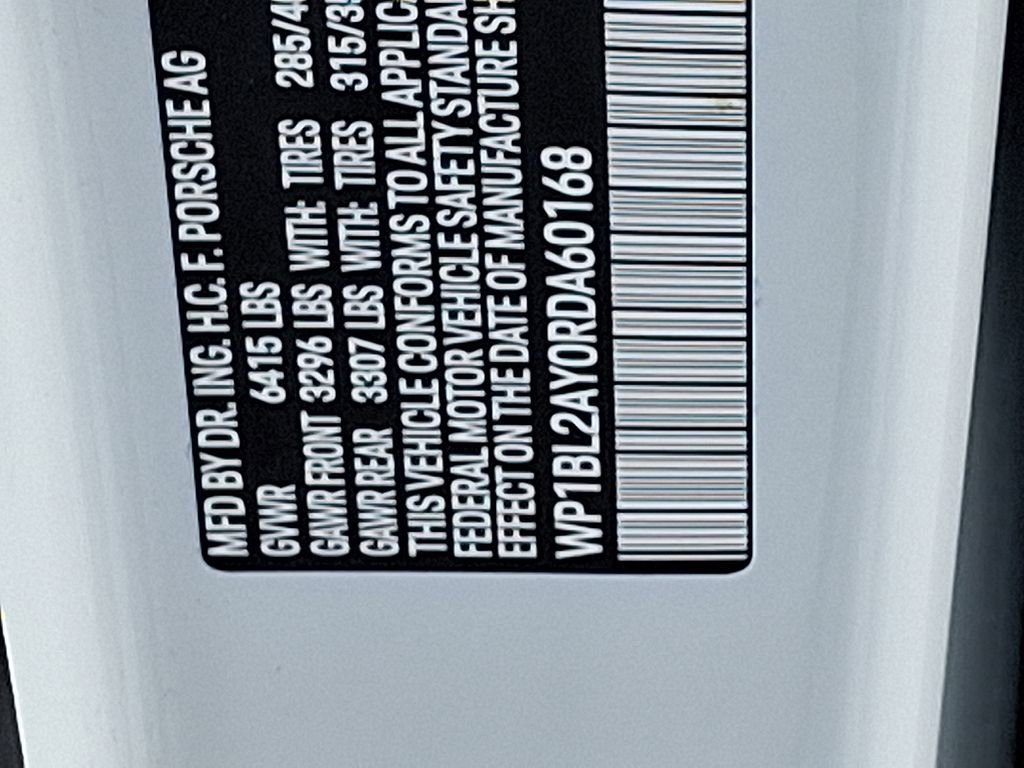 MFD BY DR. ING. H.C. F. PORSCHE AG
GVWR 6415 LBS
GAWR FRONT 3296 LBS WITH: TIRES 285/4
GAWR REAR 3307 LBS WITH: TIRES 315/3
THIS VEHICLE CONFORMS TO ALL APPLICA
FEDERAL MOTOR VEHICLE SAFETY STANDA
EFFECT ON THE DATE OF MANUFACTURE SH
WP1BL2AY0RDA60168